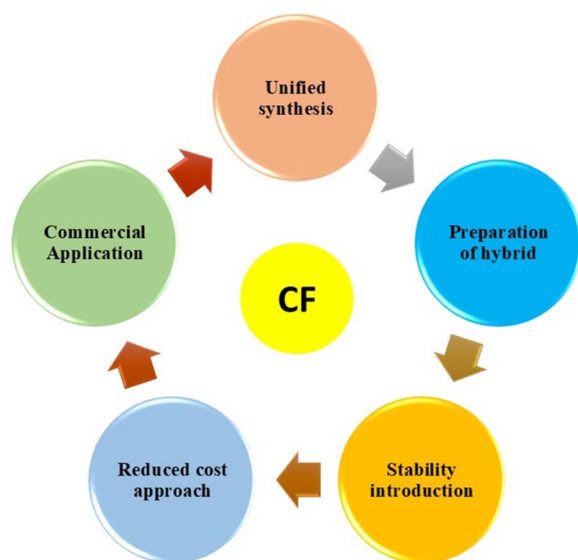 Unified
synthesis
Preparation
of hybrid
Stability
introduction
Reduced cost
approach
Commercial
Application
CF